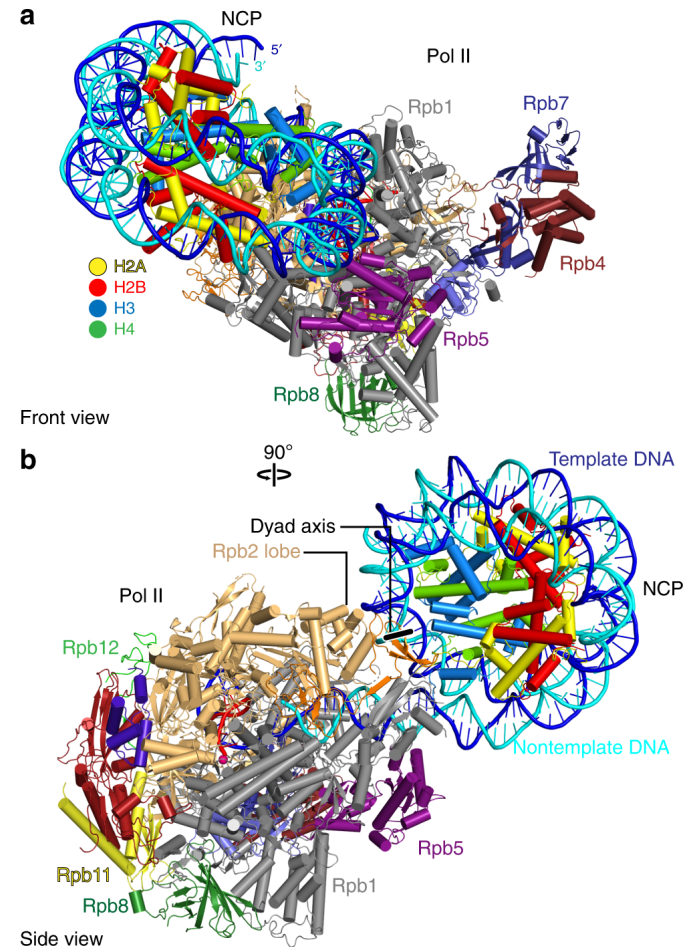 a
NCP
5′
3′
Pol II
Rpb1
Rpb7
Rpb4
H2A
H2B
H3
H4
Rpb5
Rpb8
Front view
b
90°
Template DNA
Dyad axis
Rpb2 lobe
Pol II
NCP
Rpb12
Nontemplate DNA
Rpb5
Rpb11
Rpb1
Rpb8
Side view